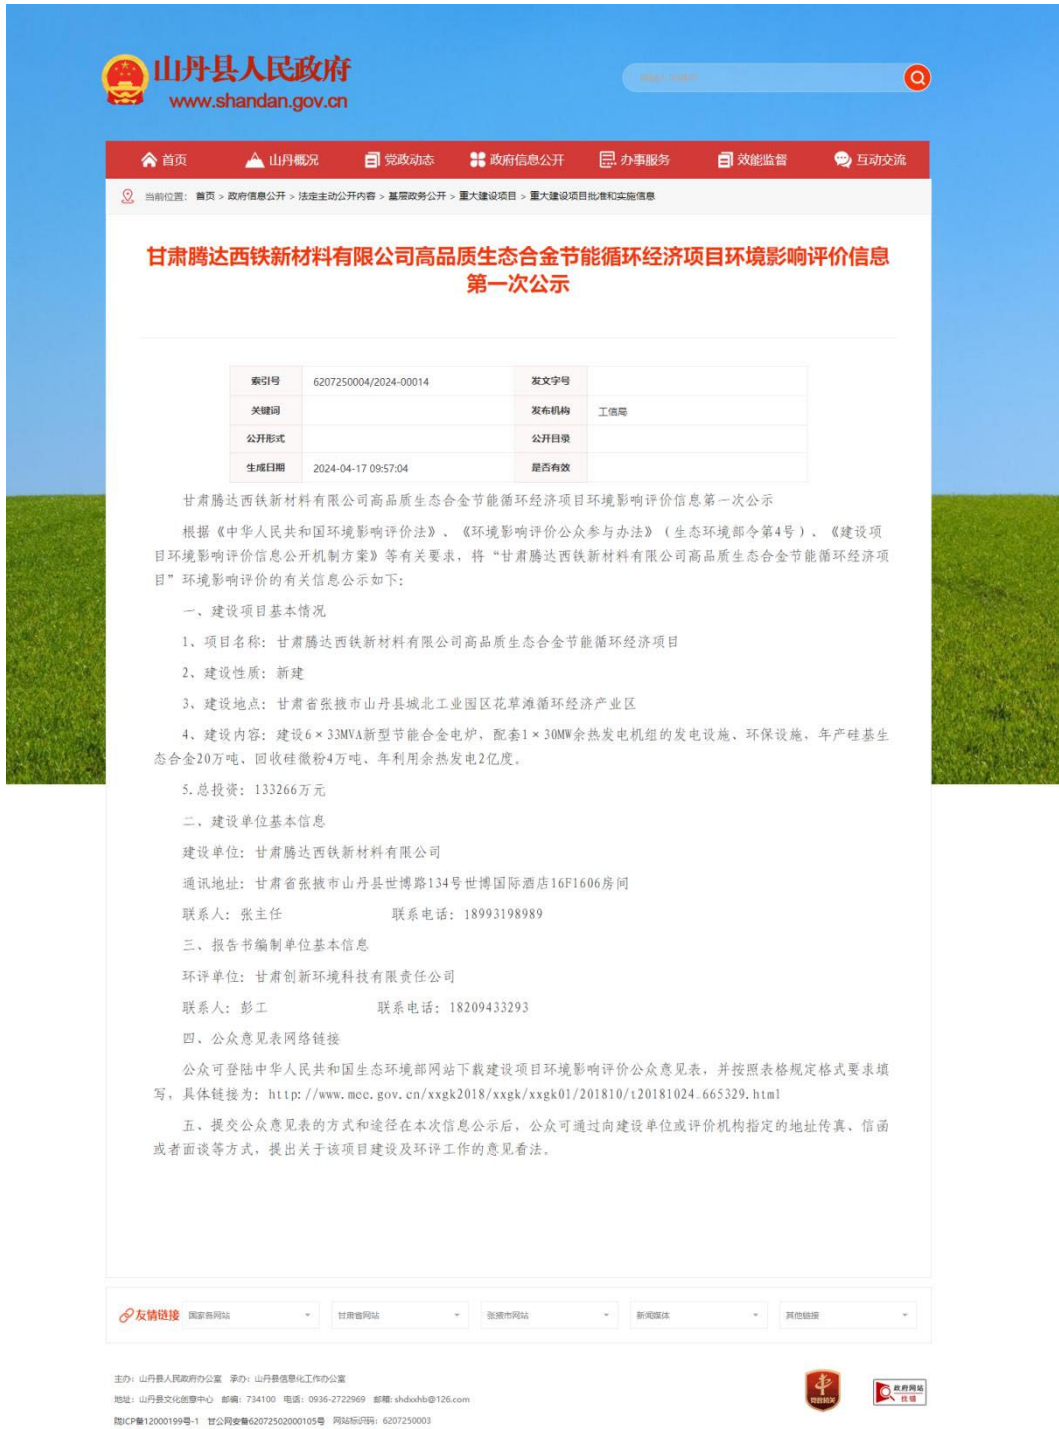 山丹县人民政府
www.shandan.gov.cn
首页 山丹概况 党政动态 政府信息公开 办事服务 效能监督 互动交流
当前位置： 首页 > 政府信息公开 > 法定主动公开内容 > 基层政务公开 > 重大建设项目 > 重大建设项目批准和实施信息
甘肃腾达西铁新材料有限公司高品质生态合金节能循环经济项目环境影响评价信息
第一次公示
索引号 6207250004/2024-00014 发文字号
关键词 发布机构 工信局
公开形式 公开目录
生成日期 2024-04-17 09:57:04 是否有效
甘肃腾达西铁新材料有限公司高品质生态合金节能循环经济项目环境影响评价信息第一次公示
根据《中华人民共和国环境影响评价法》、《环境影响评价公众参与办法》（生态环境部令第4号）、《建设项
目环境影响评价信息公开机制方案》等有关要求，将“甘肃腾达西铁新材料有限公司高品质生态合金节能循环经济项
目”环境影响评价的有关信息公示如下：
一、建设项目基本情况
1、项目名称：甘肃腾达西铁新材料有限公司高品质生态合金节能循环经济项目
2、建设性质：新建
3、建设地点：甘肃省张掖市山丹县城北工业园区花草滩循环经济产业区
4、建设内容：建设6×33MVA新型节能合金电炉，配套1×30MW余热发电机组的发电设施、环保设施，年产硅基生
态合金20万吨、回收硅微粉4万吨、年利用余热发电2亿度。
5.总投资：133266万元
二、建设单位基本信息
建设单位：甘肃腾达西铁新材料有限公司
通讯地址：甘肃省张掖市山丹县世博路134号世博国际酒店16F1606房间
联系人：张主任 联系电话：18993198989
三、报告书编制单位基本信息
环评单位：甘肃创新环境科技有限责任公司
联系人：彭工 联系电话：18209433293
四、公众意见表网络链接
公众可登陆中华人民共和国生态环境部网站下载建设项目环境影响评价公众意见表，并按照表格规定格式要求填
写，具体链接为：http://www.mee.gov.cn/xxgk2018/xxgk/xxgk01/201810/t20181024_665329.html
五、提交公众意见表的方式和途径在本次信息公示后，公众可通过向建设单位或评价机构指定的地址传真、信函
或者面谈等方式，提出关于该项目建设及环评工作的意见看法。
友情链接 国家各网站 甘肃省网站 张掖市网站 新闻媒体 其他链接
主办：山丹县人民政府办公室 承办：山丹县信息化工作办公室
地址：山丹县文化创意中心 邮编：734100 电话：0936-2722969 邮箱：shdxxhb@126.com
陇ICP备12000199号-1 甘公网安备62072502000105号 网站标识码：6207250003
党政机关
政府网站
找错